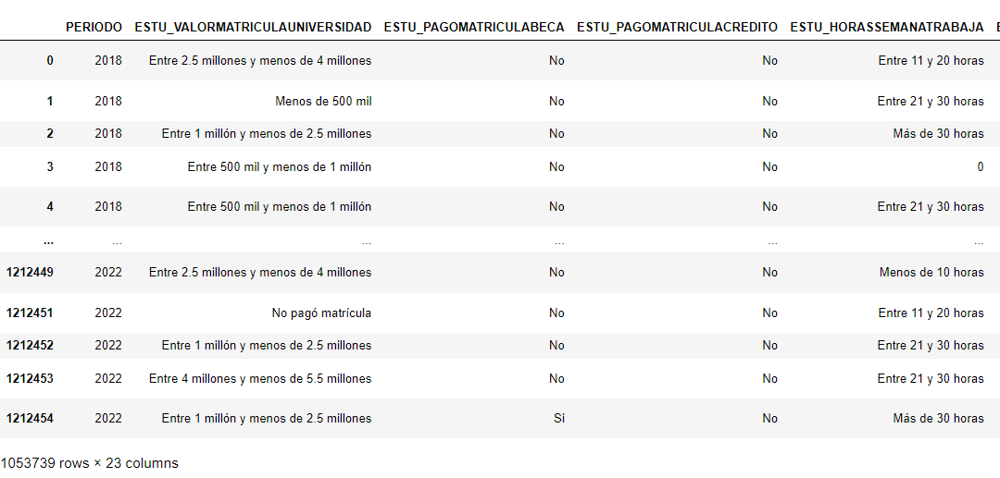 PERIODO ESTU_VALORMATRICULAUNIVERSIDAD ESTU_PAGOMATRICULABECA ESTU_PAGOMATRICULACREDITO ESTU_HORASSEMANATRABAJA
0 2018 Entre 2.5 millones y menos de 4 millones No No Entre 11 y 20 horas
1 2018 Menos de 500 mil No No Entre 21 y 30 horas
2 2018 Entre 1 millón y menos de 2.5 millones No No Más de 30 horas
3 2018 Entre 500 mil y menos de 1 millón No No 0
4 2018 Entre 500 mil y menos de 1 millón No No Entre 21 y 30 horas
... ... ... ... ... ...
1212449 2022 Entre 2.5 millones y menos de 4 millones No No Menos de 10 horas
1212451 2022 No pagó matrícula No No Entre 11 y 20 horas
1212452 2022 Entre 1 millón y menos de 2.5 millones No No Entre 21 y 30 horas
1212453 2022 Entre 4 millones y menos de 5.5 millones No No Entre 21 y 30 horas
1212454 2022 Entre 1 millón y menos de 2.5 millones Si No Más de 30 horas
1053739 rows × 23 columns